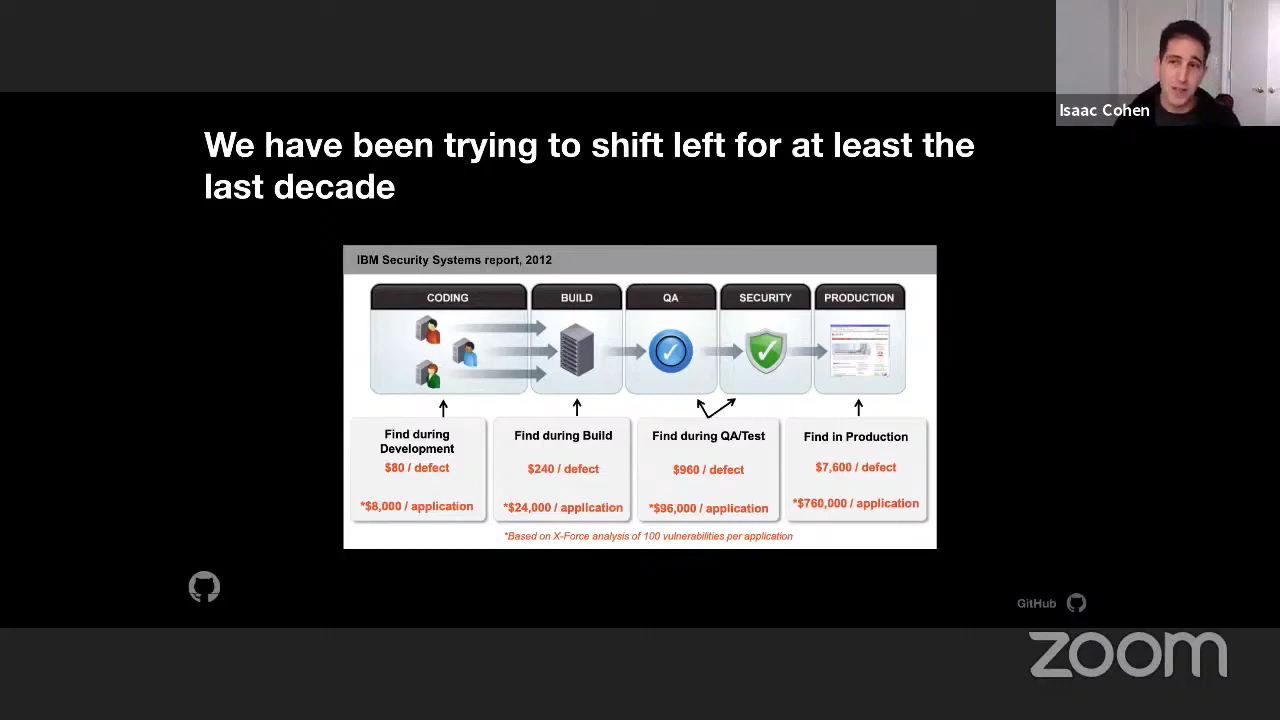 Isaac Cohen
We have been trying to shift left for at least the
last decade
IBM Security Systems report, 2012
CODING
BUILD
QA
SECURITY
PRODUCTION
Find during
Development
$80 / defect
*$8,000 / application
Find during Build
$240 / defect
*$24,000 / application
Find during QA/Test
$960 / defect
*$96,000 / application
Find in Production
$7,600 / defect
*$760,000 / application
*Based on X-Force analysis of 100 vulnerabilities per application
GitHub
zoom